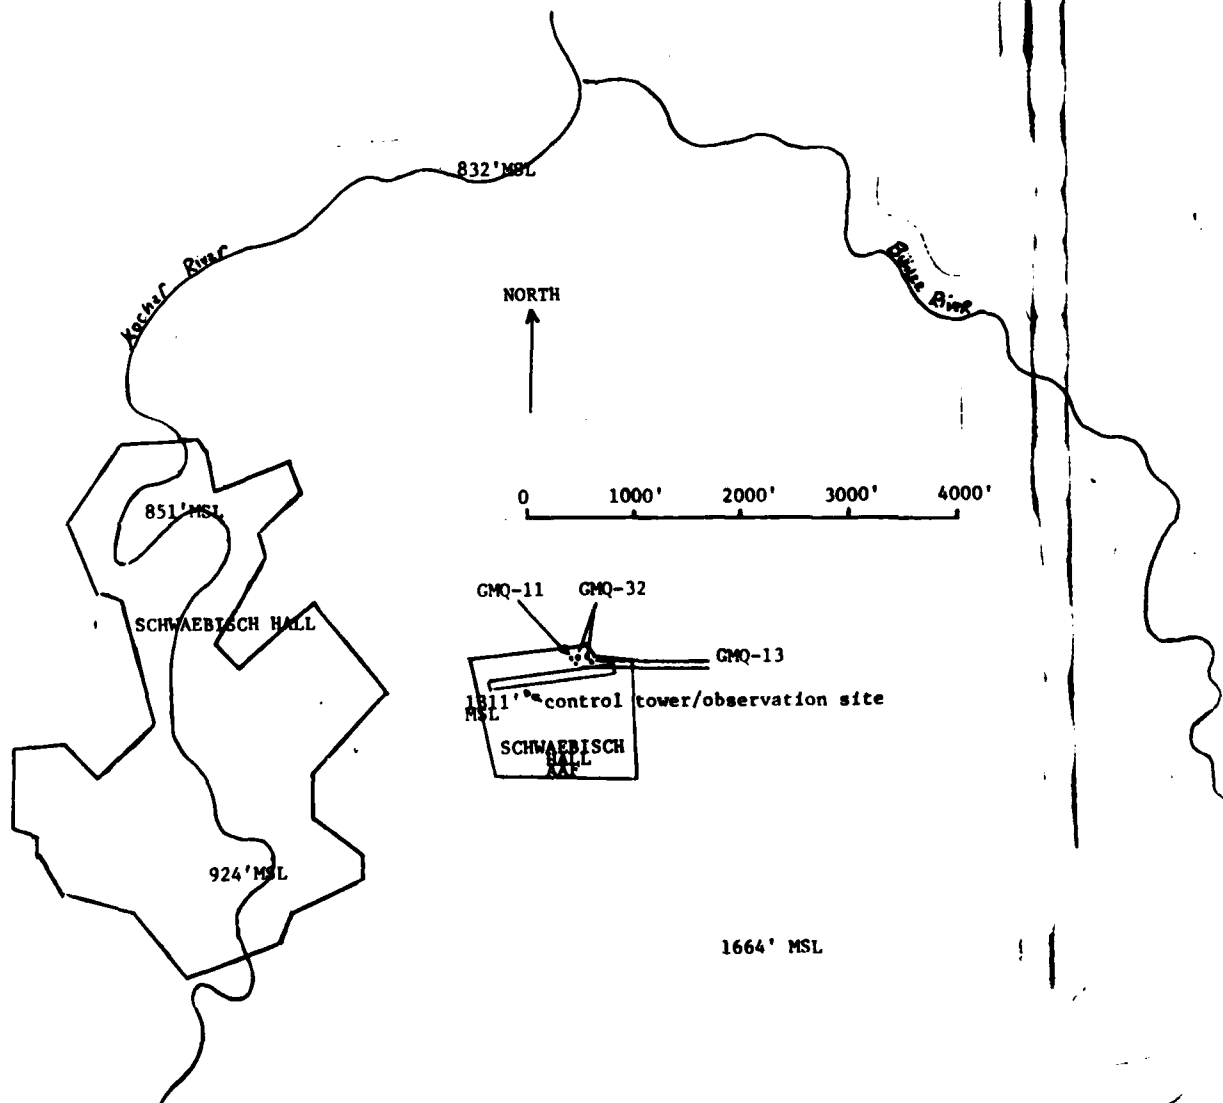 832'MSL
Kocher River
River
NORTH
0 1000' 2000' 3000' 4000'
851'MSL
GMQ-11 GMQ-32
SCHWAEBISCH HALL
GMQ-13
1311' control tower/observation site
MSL
SCHWAEBISCH
HALL
AAF
924'MSL
1664' MSL